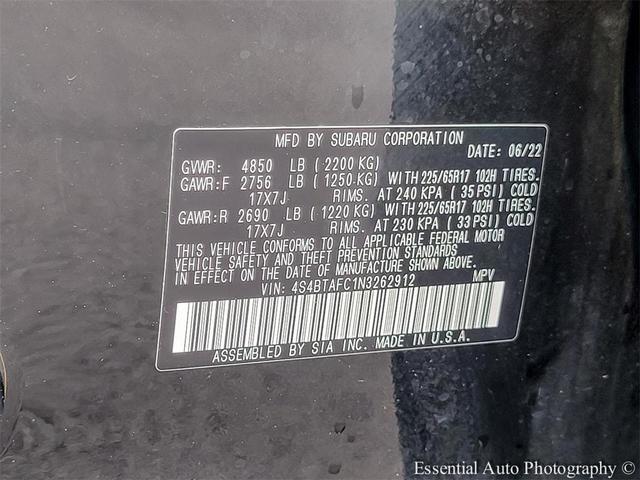 MFD BY SUBARU CORPORATION
DATE: 06/22
GVWR: 4850 LB (2200 KG)
GAWR:F 2756 LB (1250 KG) WITH 225/65R17 102H TIRES.
17X7J RIMS. AT 240 KPA (35 PSI) COLD
GAWR:R 2690 LB (1220 KG) WITH 225/65R17 102H TIRES.
17X7J RIMS. AT 230 KPA (33 PSI) COLD
THIS VEHICLE CONFORMS TO ALL APPLICABLE FEDERAL MOTOR
VEHICLE SAFETY AND THEFT PREVENTION STANDARDS
IN EFFECT ON THE DATE OF MANUFACTURE SHOWN ABOVE.
VIN: 4S4BTAFC1N3262912 MPV
ASSEMBLED BY SIA INC. MADE IN U.S.A.
Essential Auto Photography ©